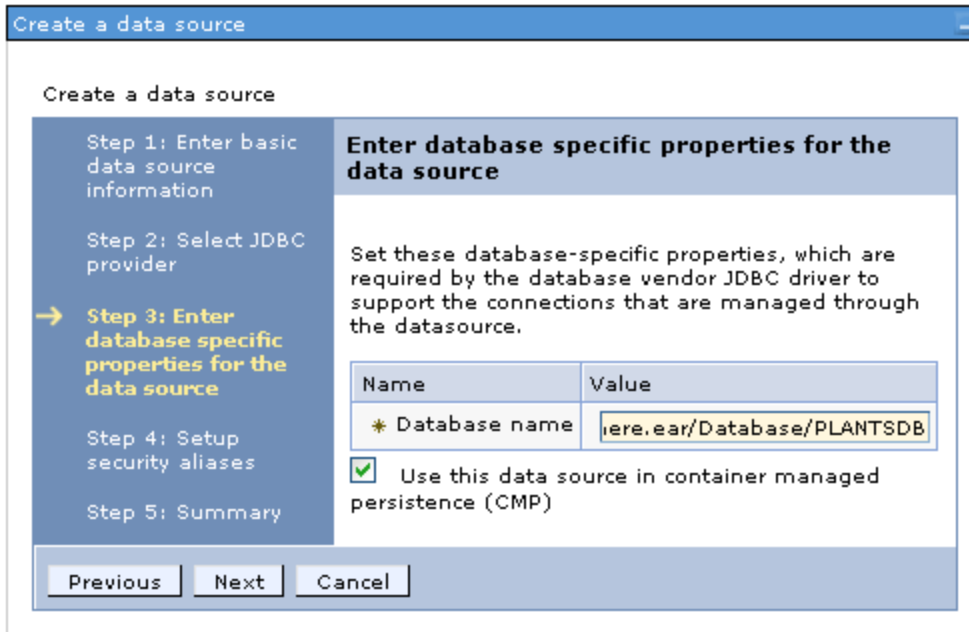 Create a data source
Create a data source
Step 1: Enter basic
data source
information
Step 2: Select JDBC
provider
Step 3: Enter
database specific
properties for the
data source
Step 4: Setup
security aliases
Step 5: Summary
Enter database specific properties for the
data source
Set these database-specific properties, which are
required by the database vendor JDBC driver to
support the connections that are managed through
the datasource.
Name Value
Database name ere.ear/Database/PLANTSDB
Use this data source in container managed
persistence (CMP)
Previous Next Cancel